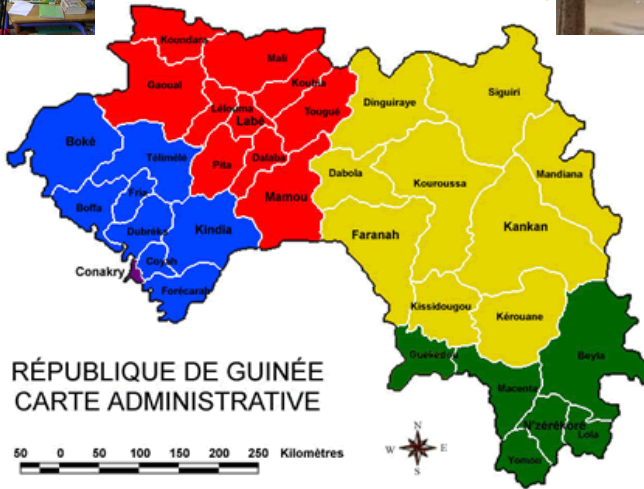 Koundara
Mali
Gaoual
Koubia
Lélouma
Labé
Tougué
Dinguiraye
Siguiri
Boké
Télimélé
Pita
Dalaba
Dabola
Kouroussa
Mandiana
Fria
Mamou
Boffa
Dubréka
Kindia
Faranah
Kankan
Coyah
Conakry
Forécariah
Kissidougou
Kérouane
Guékédou
Beyla
Macenta
N'zérékoré
Lola
Yomou
RÉPUBLIQUE DE GUINÉE
CARTE ADMINISTRATIVE
N
W E
S
50 0 50 100 150 200 250 Kilomètres